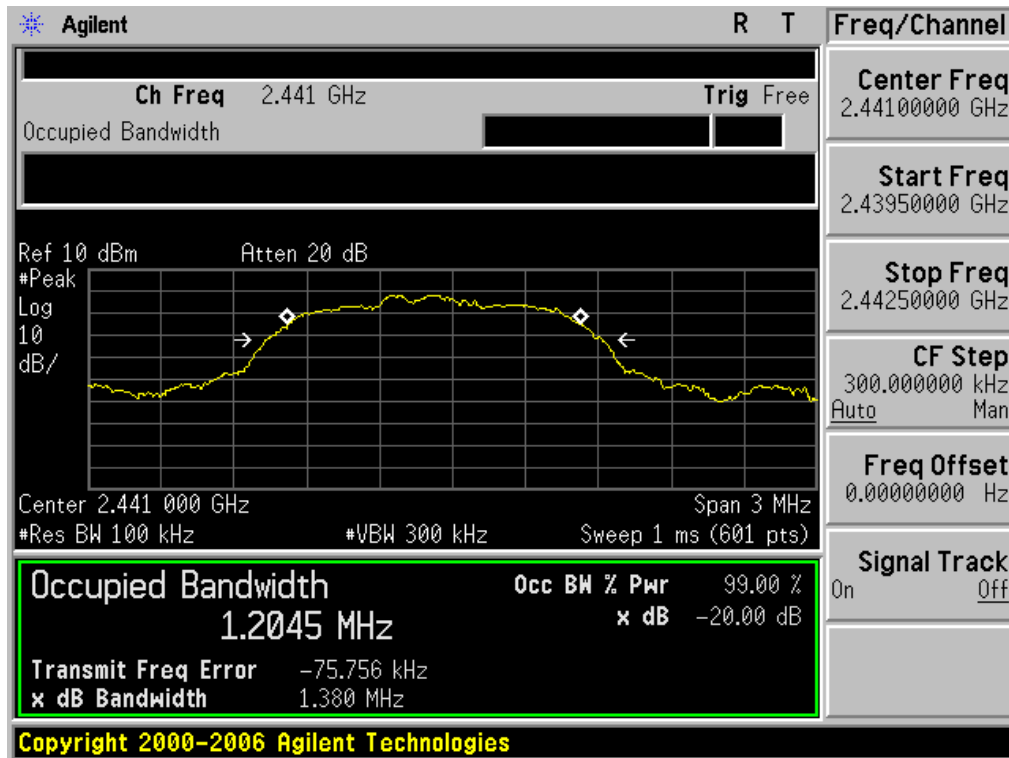 Agilent R T
Freq/Channel
Ch Freq 2.441 GHz Trig Free
Occupied Bandwidth
Center Freq
2.44100000 GHz
Start Freq
2.43950000 GHz
Stop Freq
2.44250000 GHz
CF Step
300.000000 kHz
Auto Man
Freq Offset
0.00000000 Hz
Signal Track
On Off
Ref 10 dBm Atten 20 dB
#Peak
Log
10
dB/
Center 2.441 000 GHz Span 3 MHz
#Res BW 100 kHz #VBW 300 kHz Sweep 1 ms (601 pts)
Occupied Bandwidth Occ BW % Pwr 99.00 %
1.2045 MHz x dB -20.00 dB
Transmit Freq Error -75.756 kHz
x dB Bandwidth 1.380 MHz
Copyright 2000-2006 Agilent Technologies